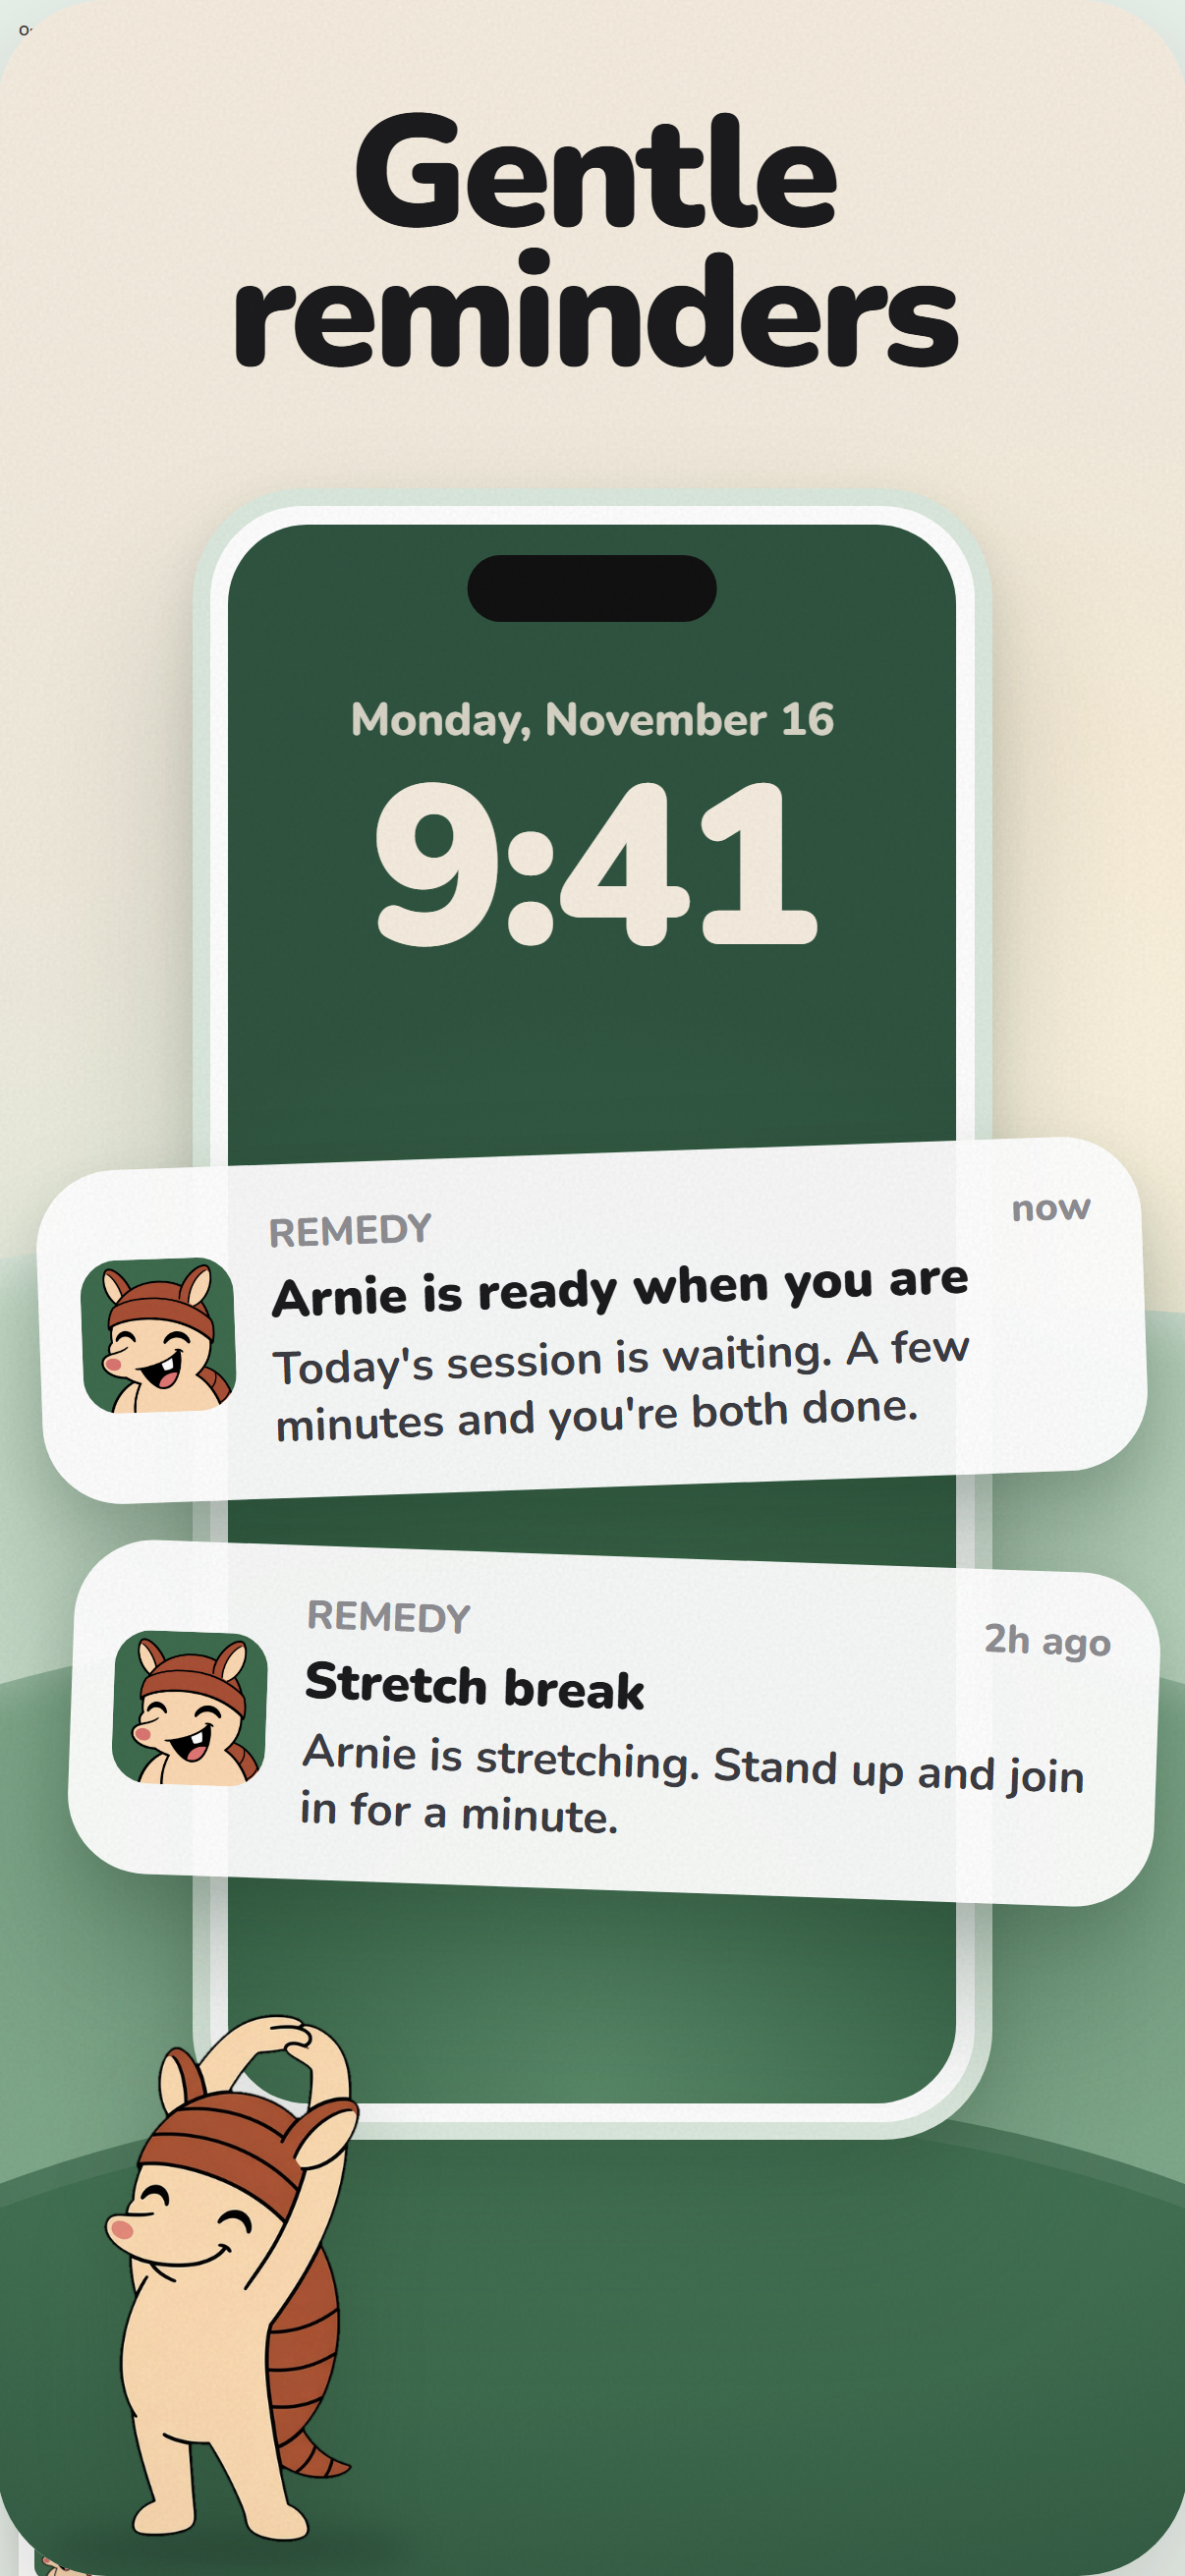 Gentle
reminders
Monday, November 16
9:41
REMEDY
now
Arnie is ready when you are
Today's session is waiting. A few
minutes and you're both done.
REMEDY
2h ago
Stretch break
Arnie is stretching. Stand up and join
in for a minute.